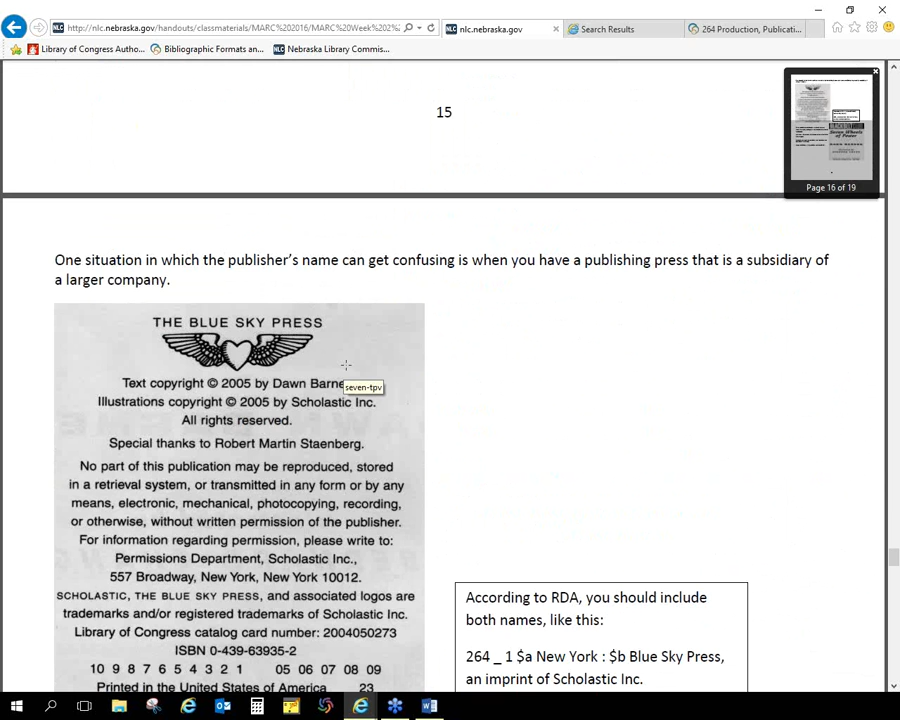 http://nlc.nebraska.gov/handouts/classmaterials/MARC%202016/MARC%20Week%202%
nlc.nebraska.gov
Search Results
264 Production, Publicati...
Library of Congress Autho...
Bibliographic Formats an...
NLC
Nebraska Library Commis...
15
Page 16 of 19
One situation in which the publisher's name can get confusing is when you have a publishing press that is a subsidiary of
a larger company.
THE BLUE SKY PRESS
Text copyright © 2005 by Dawn Barne
seven-tpv
Illustrations copyright © 2005 by Scholastic Inc.
All rights reserved.
Special thanks to Robert Martin Staenberg.
No part of this publication may be reproduced, stored
in a retrieval system, or transmitted in any form or by any
means, electronic, mechanical, photocopying, recording,
or otherwise, without written permission of the publisher.
For information regarding permission, please write to:
Permissions Department, Scholastic Inc.,
557 Broadway, New York, New York 10012.
SCHOLASTIC, THE BLUE SKY PRESS, and associated logos are
trademarks and/or registered trademarks of Scholastic Inc.
Library of Congress catalog card number: 2004050273
ISBN 0-439-63935-2
10 9 8 7 6 5 4 3 2 1 05 06 07 08 09
Printed in the United States of America 23
According to RDA, you should include
both names, like this:
264 _ 1 $a New York : $b Blue Sky Press,
an imprint of Scholastic Inc.